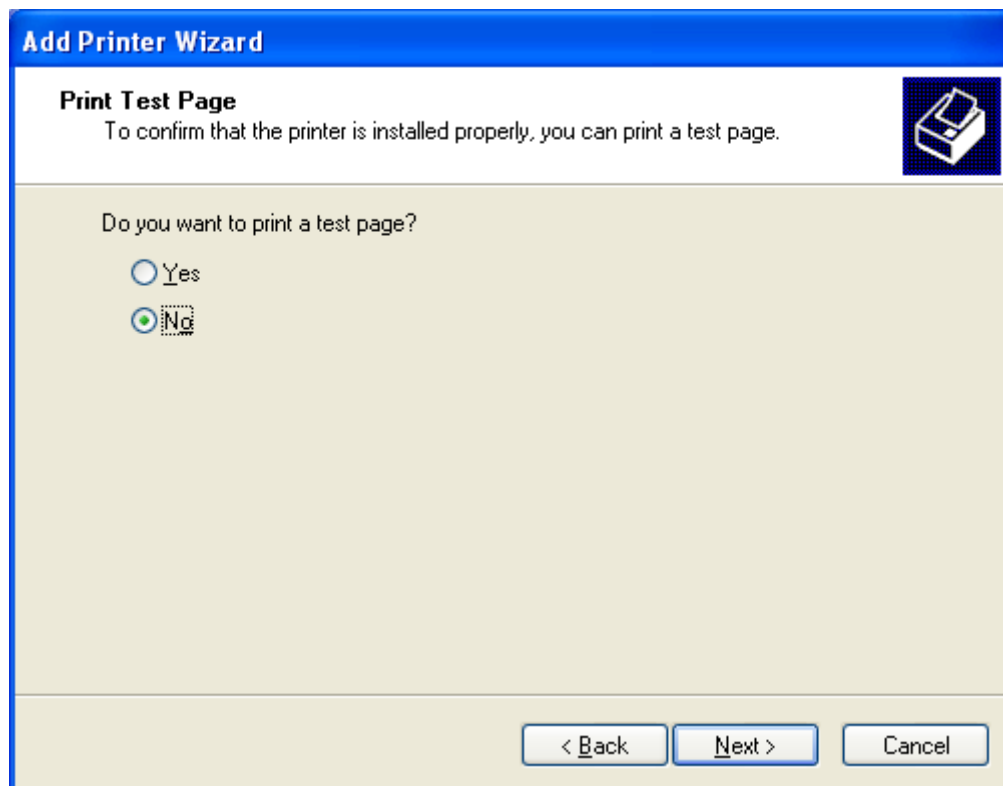 Add Printer Wizard
Print Test Page
To confirm that the printer is installed properly, you can print a test page.
Do you want to print a test page?
Yes
No
< Back Next > Cancel